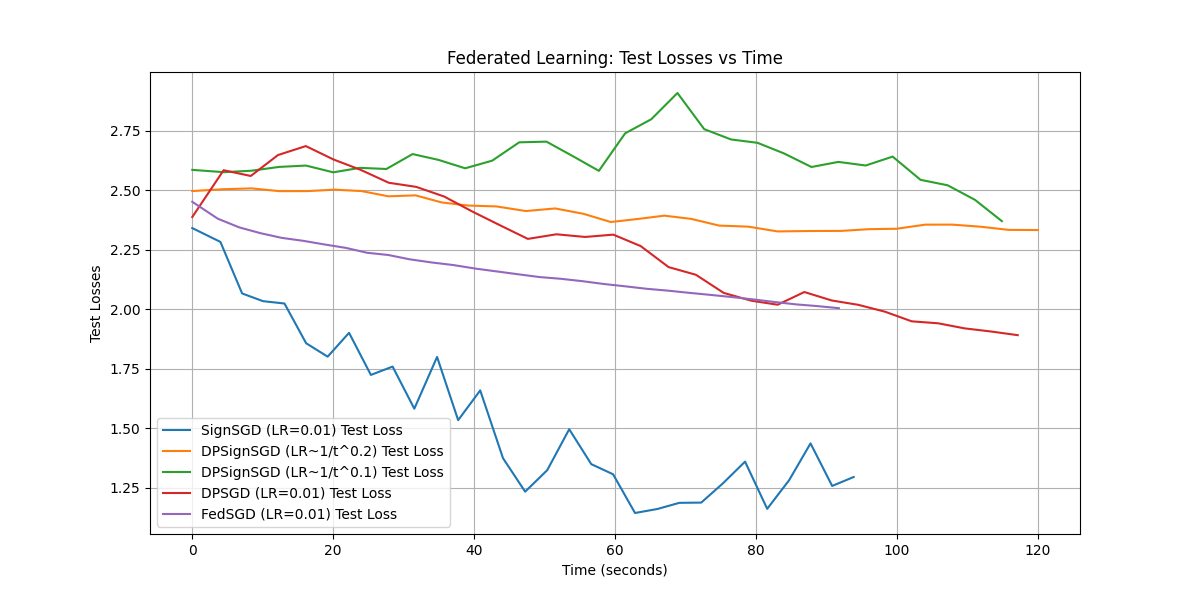 Federated Learning: Test Losses vs Time
Test Losses
2.75
2.50
2.25
2.00
1.75
1.50
1.25
SignSGD (LR=0.01) Test Loss
DPSignSGD (LR~1/t^0.2) Test Loss
DPSignSGD (LR~1/t^0.1) Test Loss
DPSGD (LR=0.01) Test Loss
FedSGD (LR=0.01) Test Loss
0 20 40 60 80 100 120
Time (seconds)